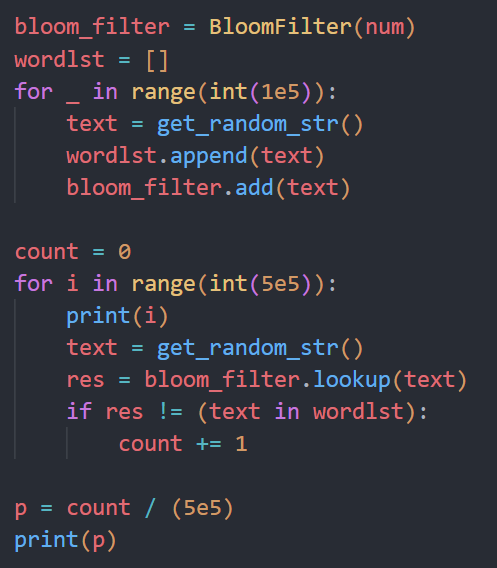 bloom_filter = BloomFilter(num)
wordlst = []
for _ in range(int(1e5)):
    text = get_random_str()
    wordlst.append(text)
    bloom_filter.add(text)

count = 0
for i in range(int(5e5)):
    print(i)
    text = get_random_str()
    res = bloom_filter.lookup(text)
    if res != (text in wordlst):
        count += 1

p = count / (5e5)
print(p)